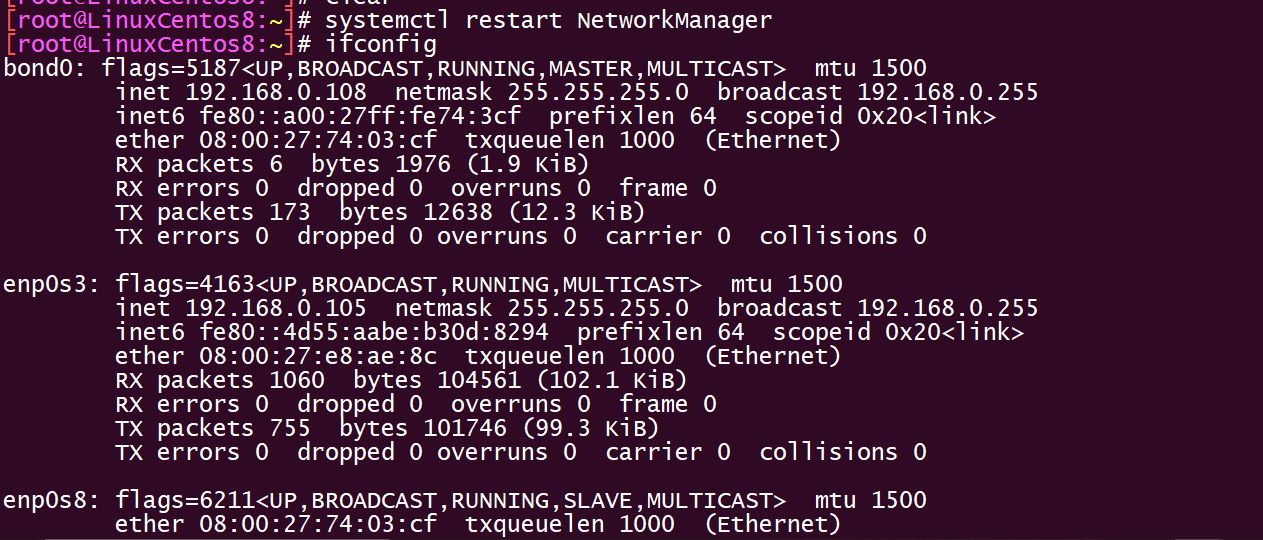 [root@LinuxCentos8:~]# clear
[root@LinuxCentos8:~]# systemctl restart NetworkManager
[root@LinuxCentos8:~]# ifconfig
bond0: flags=5187<UP,BROADCAST,RUNNING,MASTER,MULTICAST>  mtu 1500
        inet 192.168.0.108  netmask 255.255.255.0  broadcast 192.168.0.255
        inet6 fe80::a00:27ff:fe74:3cf  prefixlen 64  scopeid 0x20<link>
        ether 08:00:27:74:03:cf  txqueuelen 1000  (Ethernet)
        RX packets 6  bytes 1976 (1.9 KiB)
        RX errors 0  dropped 0  overruns 0  frame 0
        TX packets 173  bytes 12638 (12.3 KiB)
        TX errors 0  dropped 0 overruns 0  carrier 0  collisions 0

enp0s3: flags=4163<UP,BROADCAST,RUNNING,MULTICAST>  mtu 1500
        inet 192.168.0.105  netmask 255.255.255.0  broadcast 192.168.0.255
        inet6 fe80::4d55:aabe:b30d:8294  prefixlen 64  scopeid 0x20<link>
        ether 08:00:27:e8:ae:8c  txqueuelen 1000  (Ethernet)
        RX packets 1060  bytes 104561 (102.1 KiB)
        RX errors 0  dropped 0  overruns 0  frame 0
        TX packets 755  bytes 101746 (99.3 KiB)
        TX errors 0  dropped 0 overruns 0  carrier 0  collisions 0

enp0s8: flags=6211<UP,BROADCAST,RUNNING,SLAVE,MULTICAST>  mtu 1500
        ether 08:00:27:74:03:cf  txqueuelen 1000  (Ethernet)